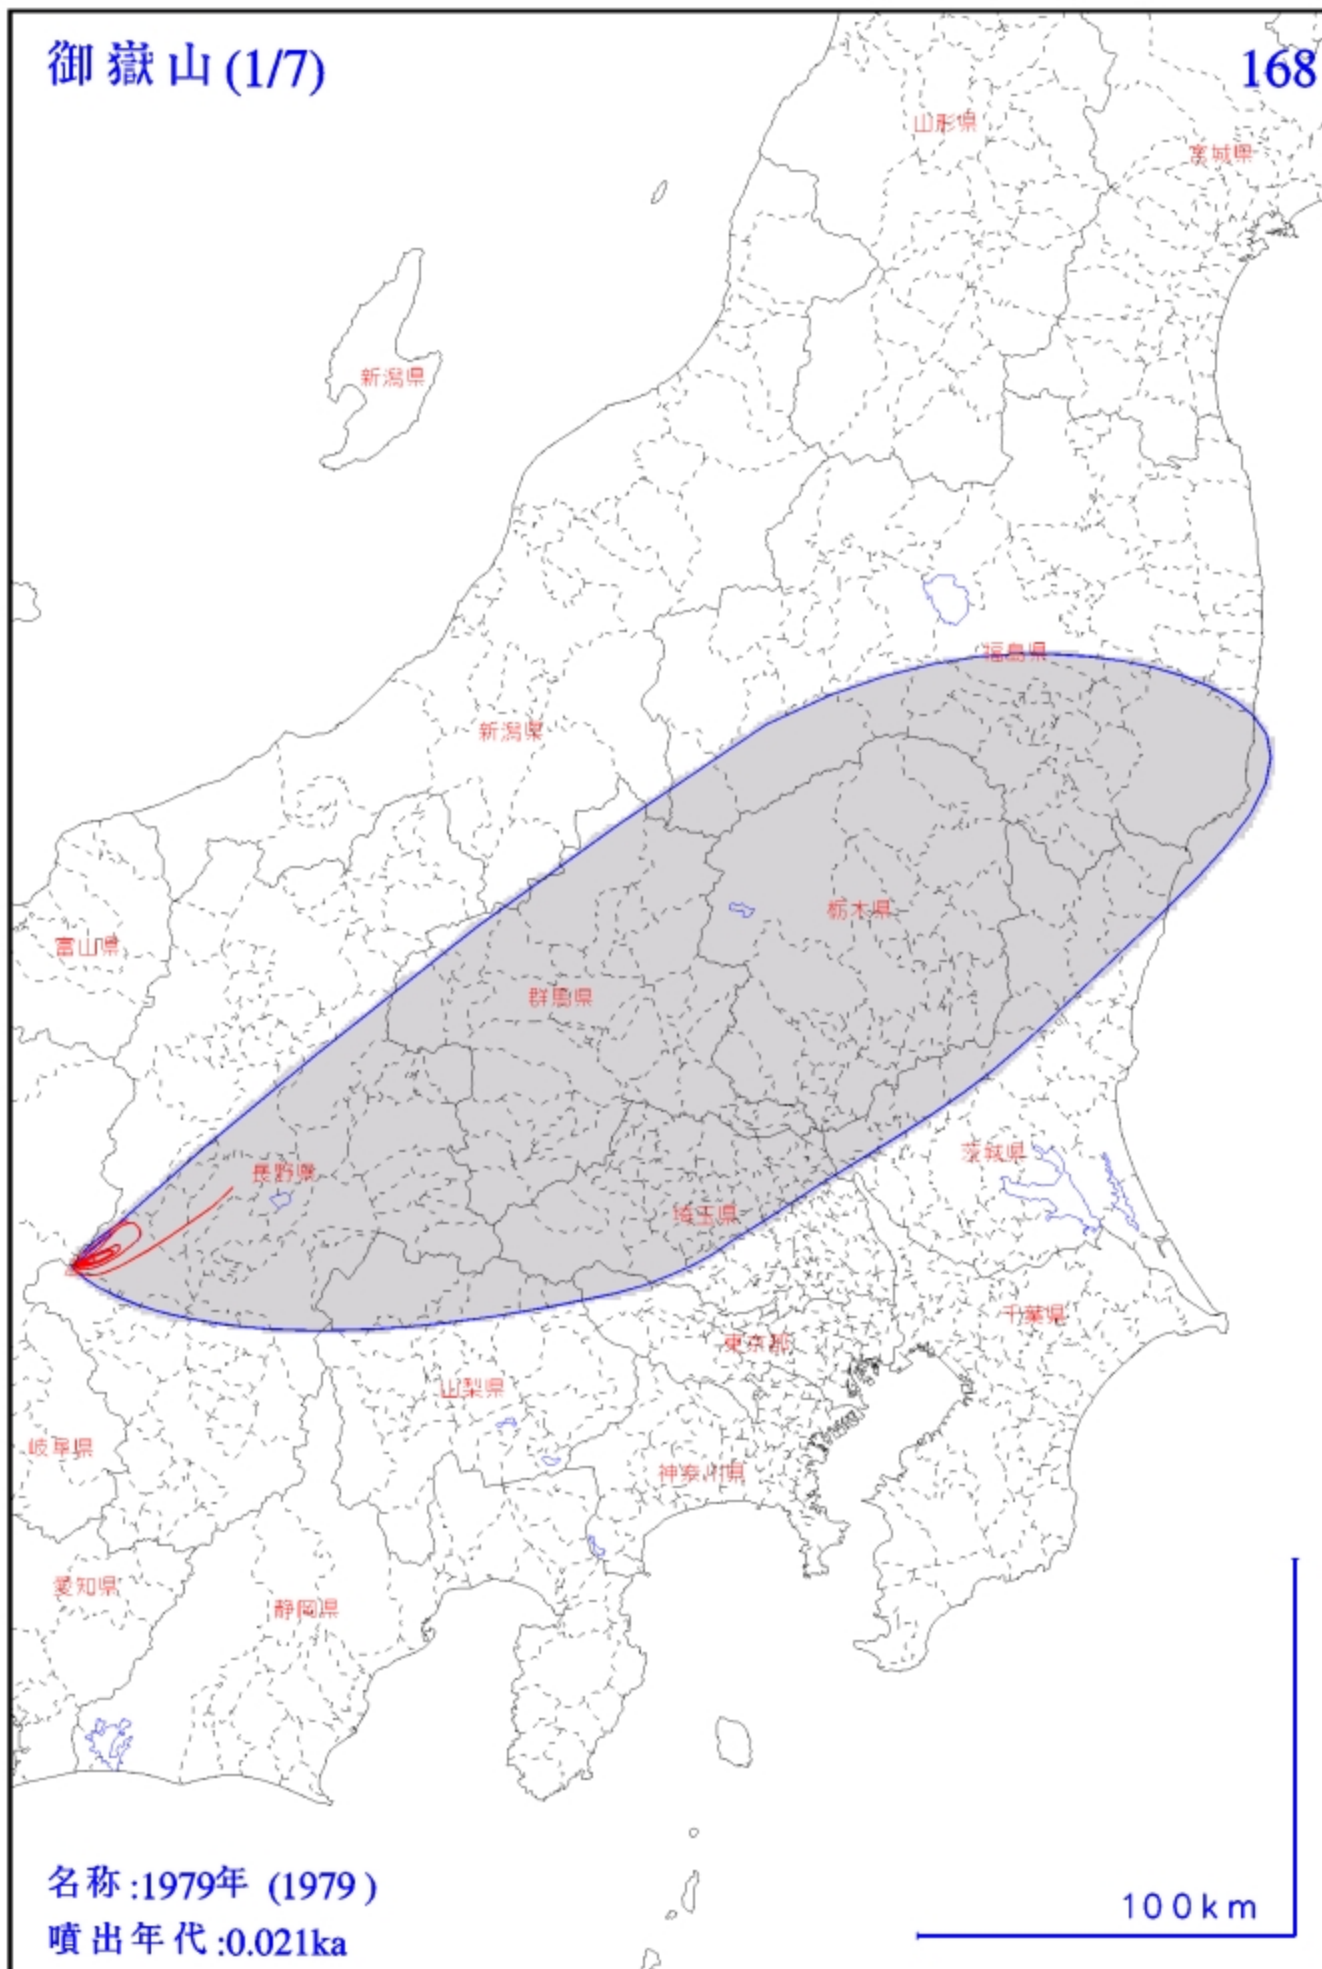 御嶽山(1/7)
168
山形県
宮城県
新潟県
福島県
新潟県
栃木県
富山県
群馬県
長野県
茨城県
埼玉県
千葉県
東京都
山梨県
岐阜県
神奈川県
愛知県
静岡県
名称:1979年 (1979 )
噴出年代:0.021ka
100km